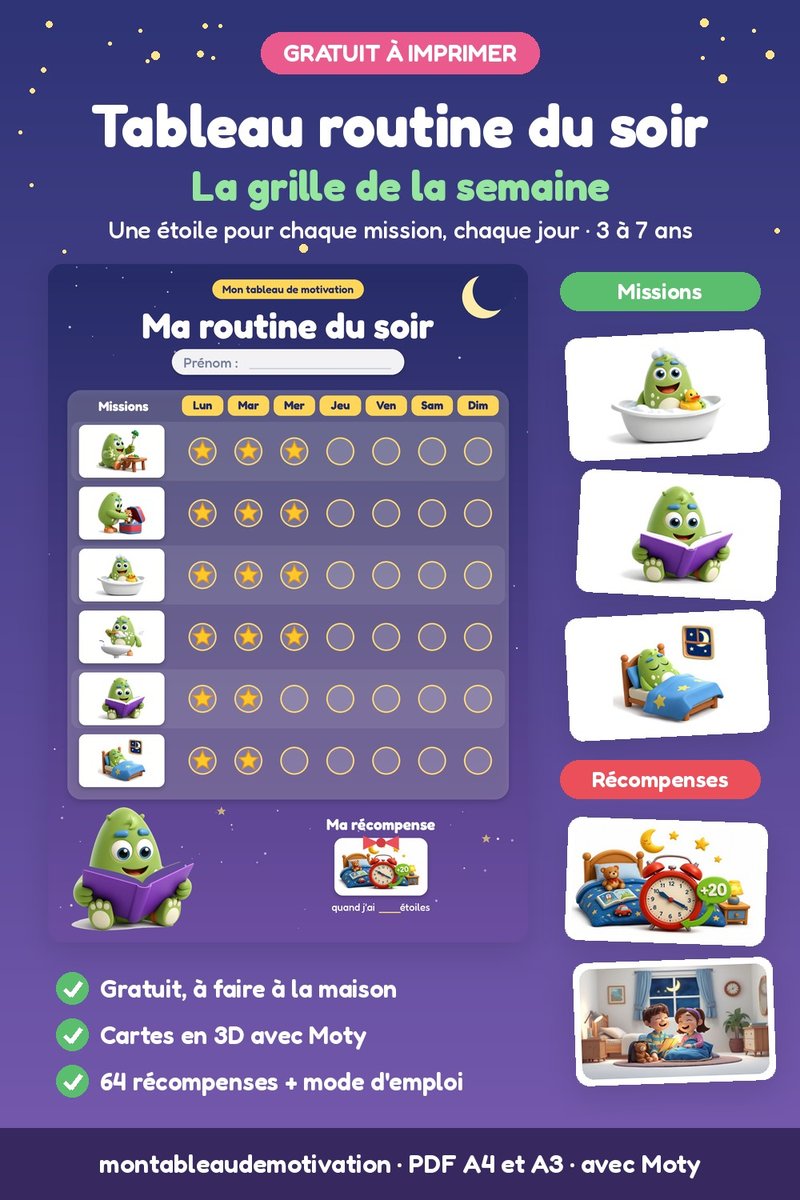 GRATUIT À IMPRIMER
Tableau routine du soir
La grille de la semaine
Une étoile pour chaque mission, chaque jour · 3 à 7 ans
Mon tableau de motivation
Ma routine du soir
Prénom :
Missions Lun Mar Mer Jeu Ven Sam Dim
Ma récompense
+20
quand j'ai ____étoiles
Missions
Récompenses
+20
Gratuit, à faire à la maison
Cartes en 3D avec Moty
64 récompenses + mode d'emploi
montableaudemotivation · PDF A4 et A3 · avec Moty